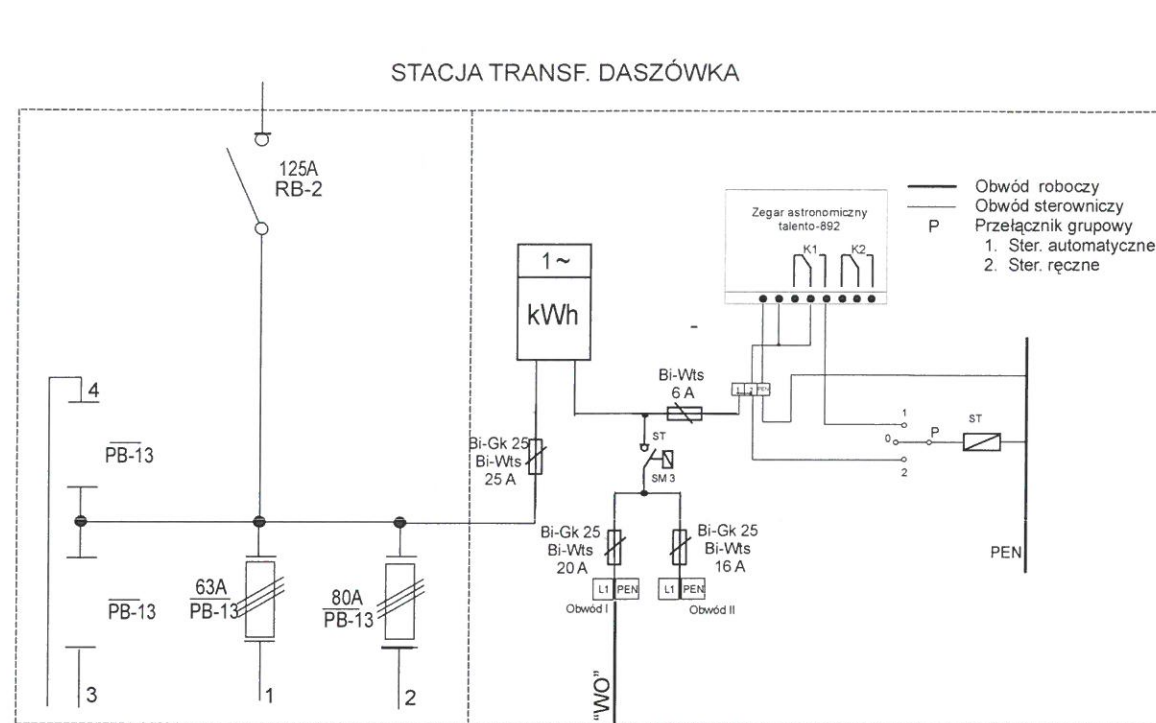 STACJA TRANSF. DASZÓWKA
125A
RB-2
Zegar astronomiczny
talento-892
K1 K2
Obwód roboczy
Obwód sterowniczy
P Przełącznik grupowy
1. Ster. automatyczne
2. Ster. ręczne
1~
kWh
Bi-Wts
6 A
1 2 PEN
1
0 P ST
2
4
PB-13
Bi-Gk 25
Bi-Wts
25 A
ST
SM 3
Bi-Gk 25
Bi-Wts
20 A
Bi-Gk 25
Bi-Wts
16 A
PEN
L1 PEN L1 PEN
Obwód I Obwód II
PB-13
63A
PB-13
80A
PB-13
"WO"
3 1 2